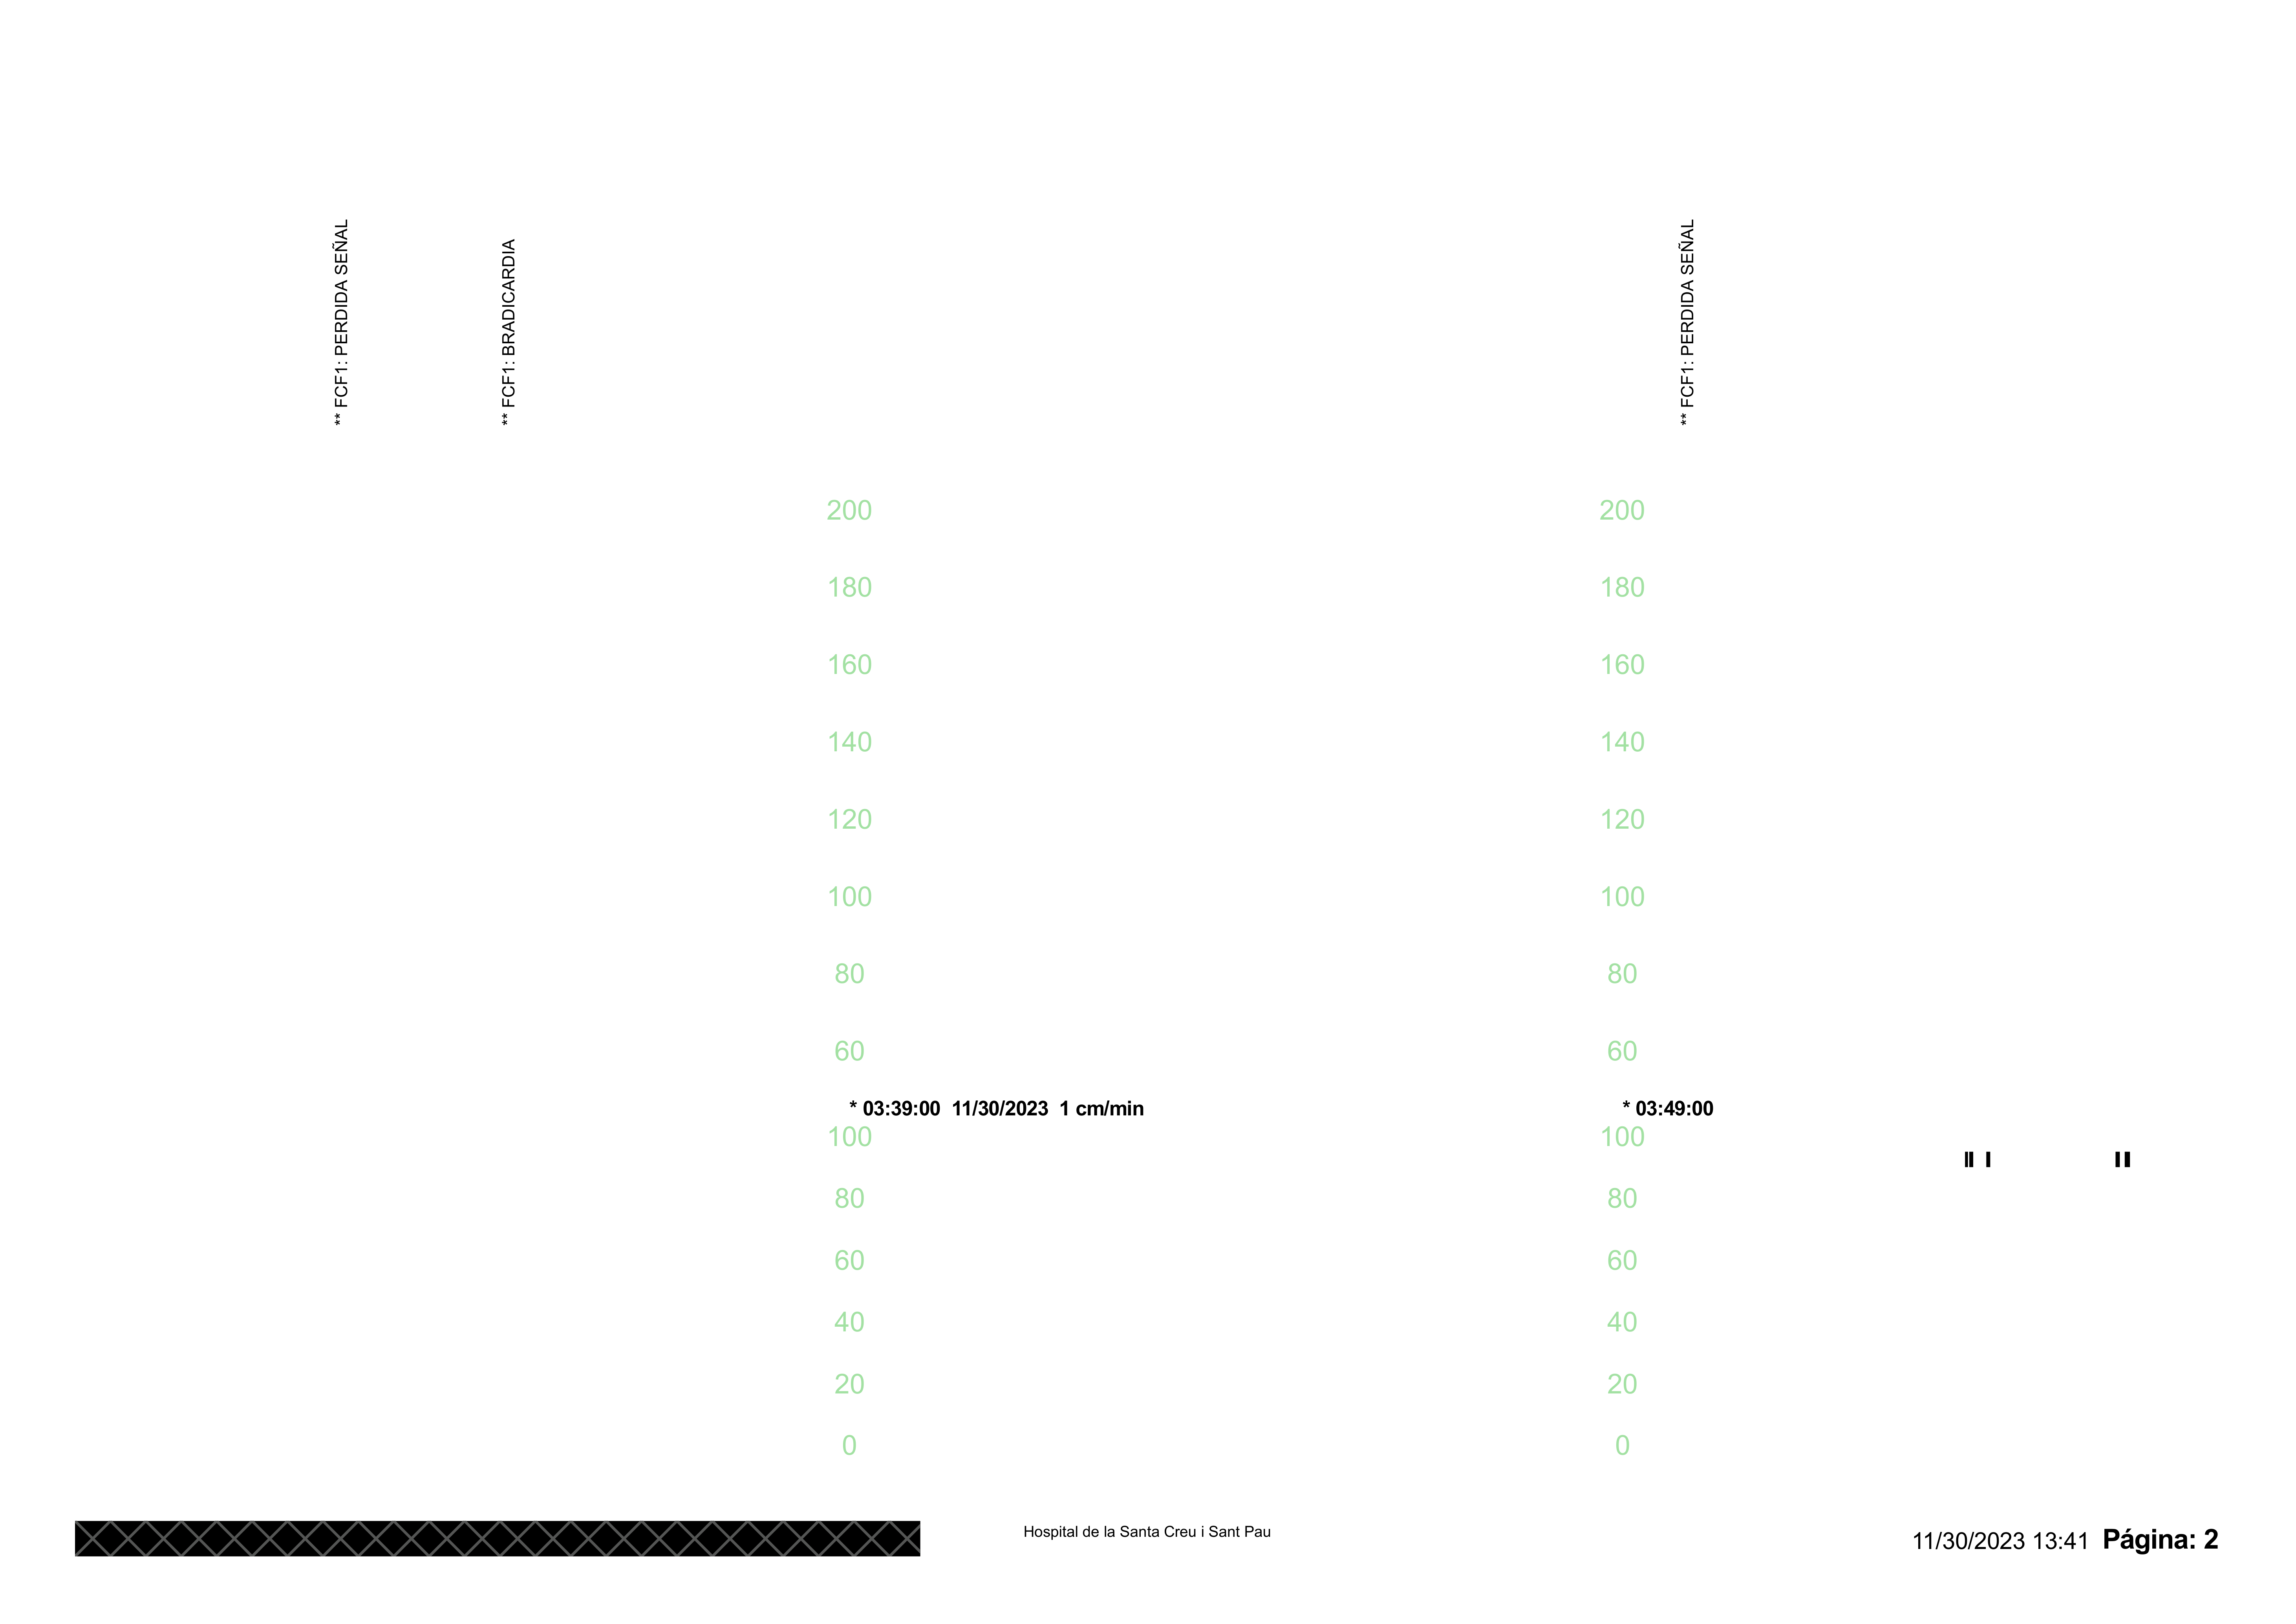 ** FCF1: PERDIDA SEÑAL
** FCF1: BRADICARDIA
** FCF1: PERDIDA SEÑAL
200 200
180 180
160 160
140 140
120 120
100 100
80 80
60 60
* 03:39:00 11/30/2023 1 cm/min * 03:49:00
100 100
80 80
60 60
40 40
20 20
0 0
Hospital de la Santa Creu i Sant Pau
11/30/2023 13:41 Página: 2